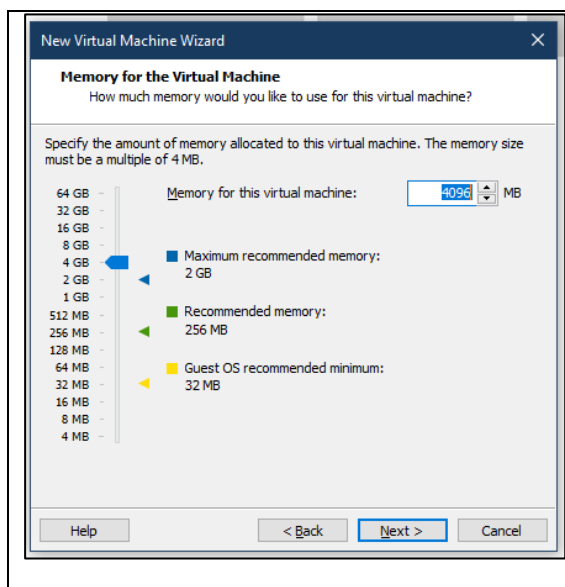 New Virtual Machine Wizard
Memory for the Virtual Machine
How much memory would you like to use for this virtual machine?
Specify the amount of memory allocated to this virtual machine. The memory size
must be a multiple of 4 MB.
Memory for this virtual machine: 4096 MB
64 GB
32 GB
16 GB
8 GB
4 GB
2 GB
1 GB
512 MB
256 MB
128 MB
64 MB
32 MB
16 MB
8 MB
4 MB
Maximum recommended memory:
2 GB
Recommended memory:
256 MB
Guest OS recommended minimum:
32 MB
Help
< Back
Next >
Cancel